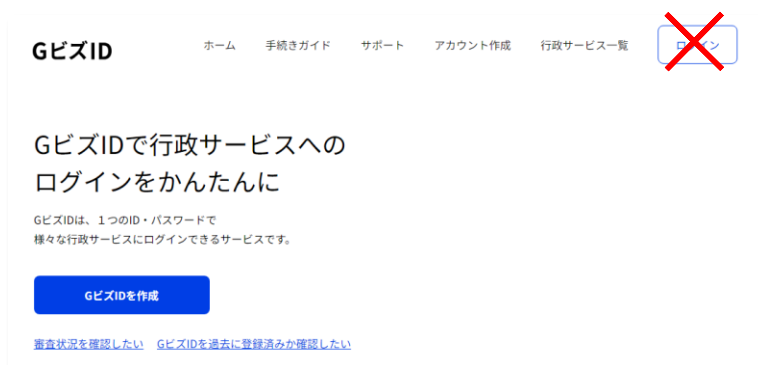 GビズID
ホーム 手続きガイド サポート アカウント作成 行政サービス一覧 ログイン
GビズIDで行政サービスへの
ログインをかんたんに
GビズIDは、１つのID・パスワードで
様々な行政サービスにログインできるサービスです。
GビズIDを作成
審査状況を確認したい GビズIDを過去に登録済みか確認したい